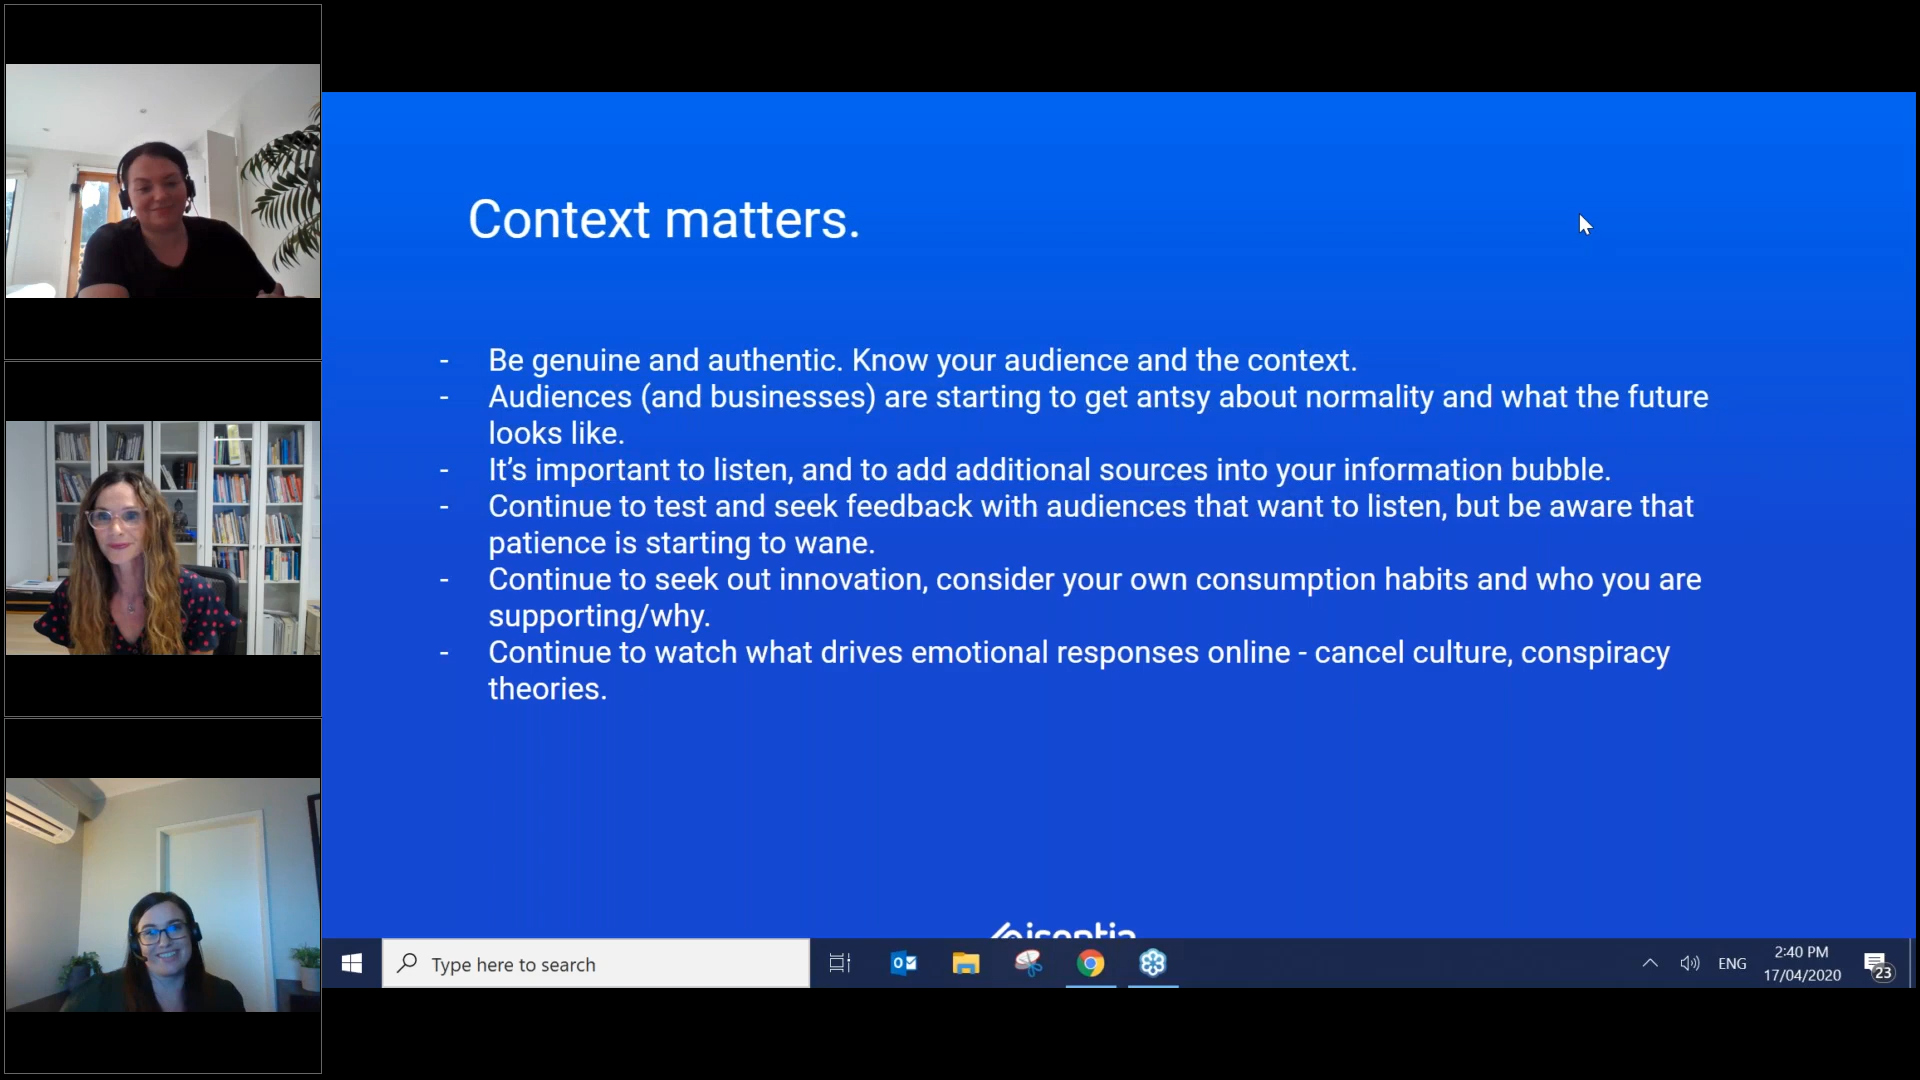 Context matters.
- Be genuine and authentic. Know your audience and the context.
- Audiences (and businesses) are starting to get antsy about normality and what the future
looks like.
- It’s important to listen, and to add additional sources into your information bubble.
- Continue to test and seek feedback with audiences that want to listen, but be aware that
patience is starting to wane.
- Continue to seek out innovation, consider your own consumption habits and who you are
supporting/why.
- Continue to watch what drives emotional responses online - cancel culture, conspiracy
theories.
isentia
Type here to search
ENG
2:40 PM
17/04/2020
23